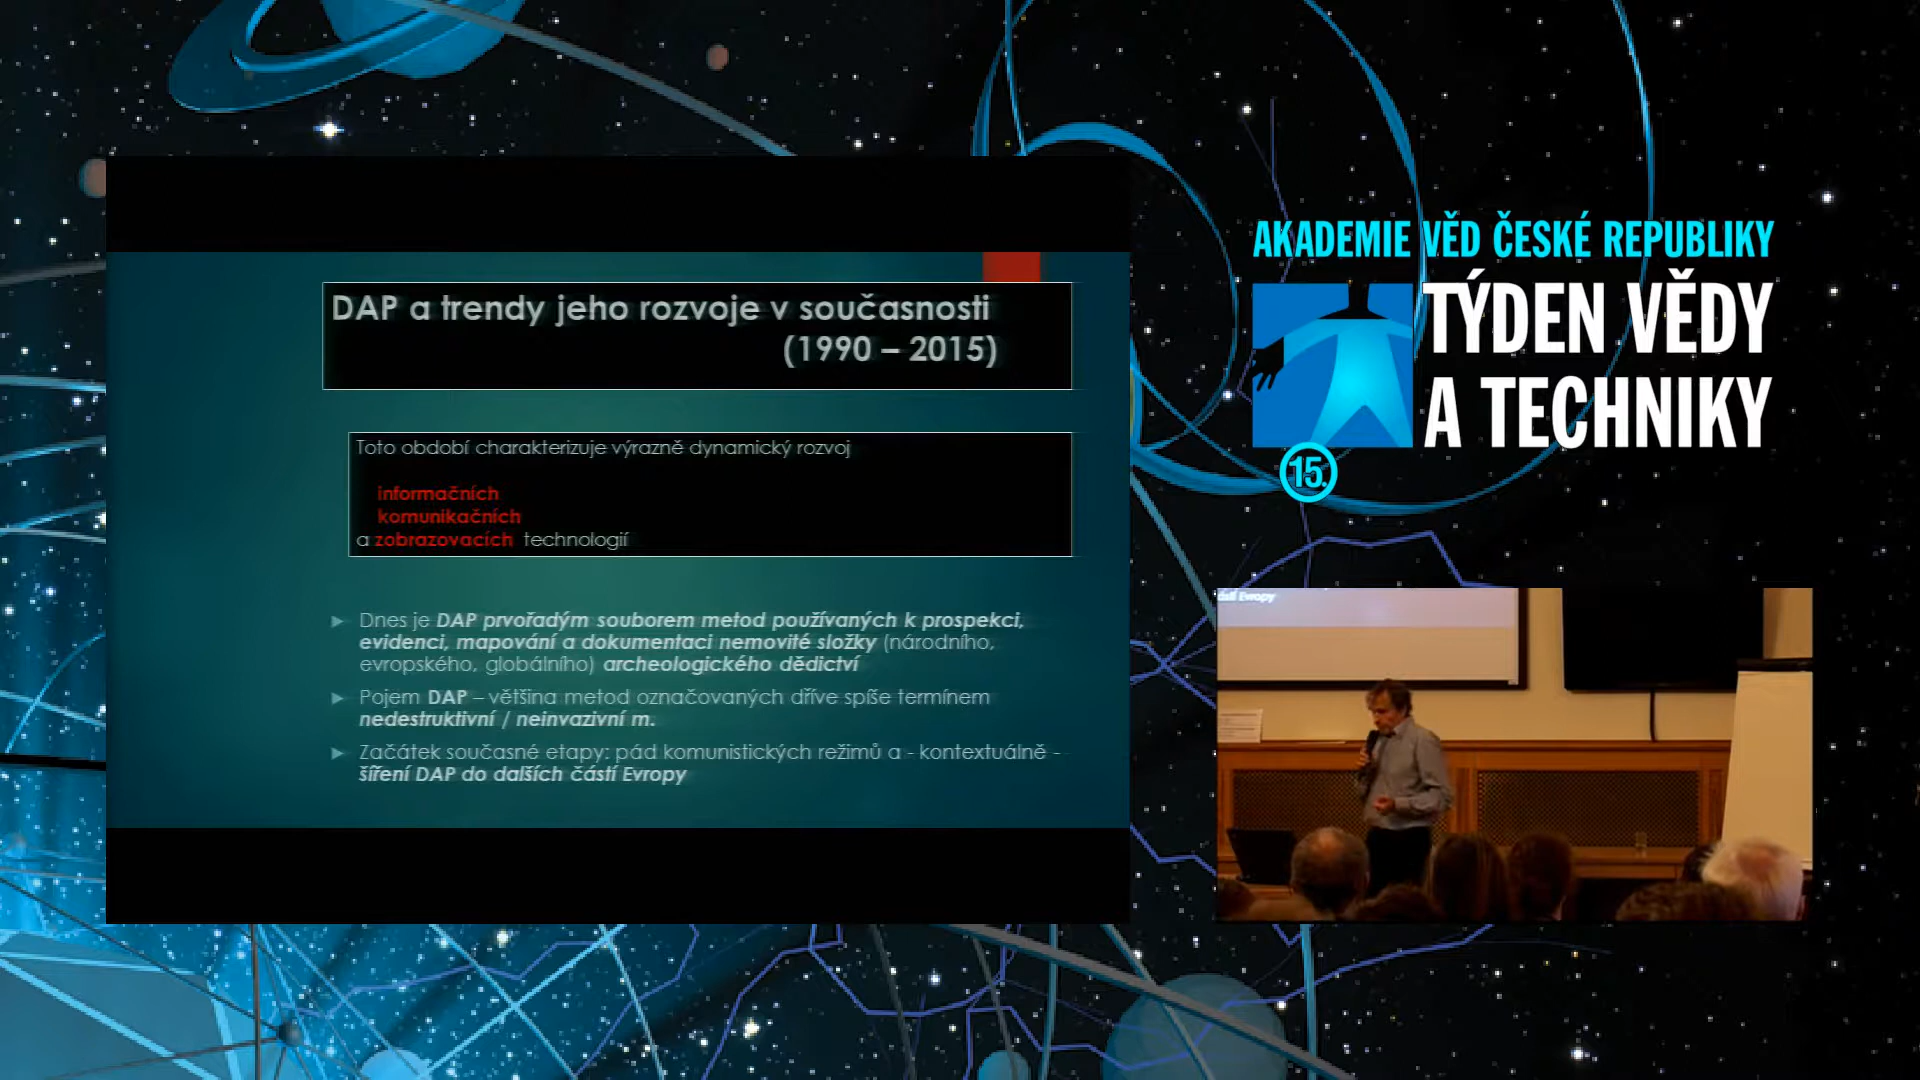 DAP a trendy jeho rozvoje v současnosti
(1990 – 2015)
Toto období charakterizuje výrazně dynamický rozvoj
informačních
komunikačních
a zobrazovacích technologií
► Dnes je DAP prvořadým souborem metod používaných k prospekci,
evidenci, mapování a dokumentaci nemovité složky (národního,
evropského, globálního) archeologického dědictví
► Pojem DAP – většina metod označovaných dříve spíše termínem
nedestruktivní / neinvazivní m.
► Začátek současné etapy: pád komunistických režimů a - kontextuálně -
šíření DAP do dalších částí Evropy
AKADEMIE VĚD ČESKÉ REPUBLIKY
TÝDEN VĚDY
A TECHNIKY
15.
částí Evropy